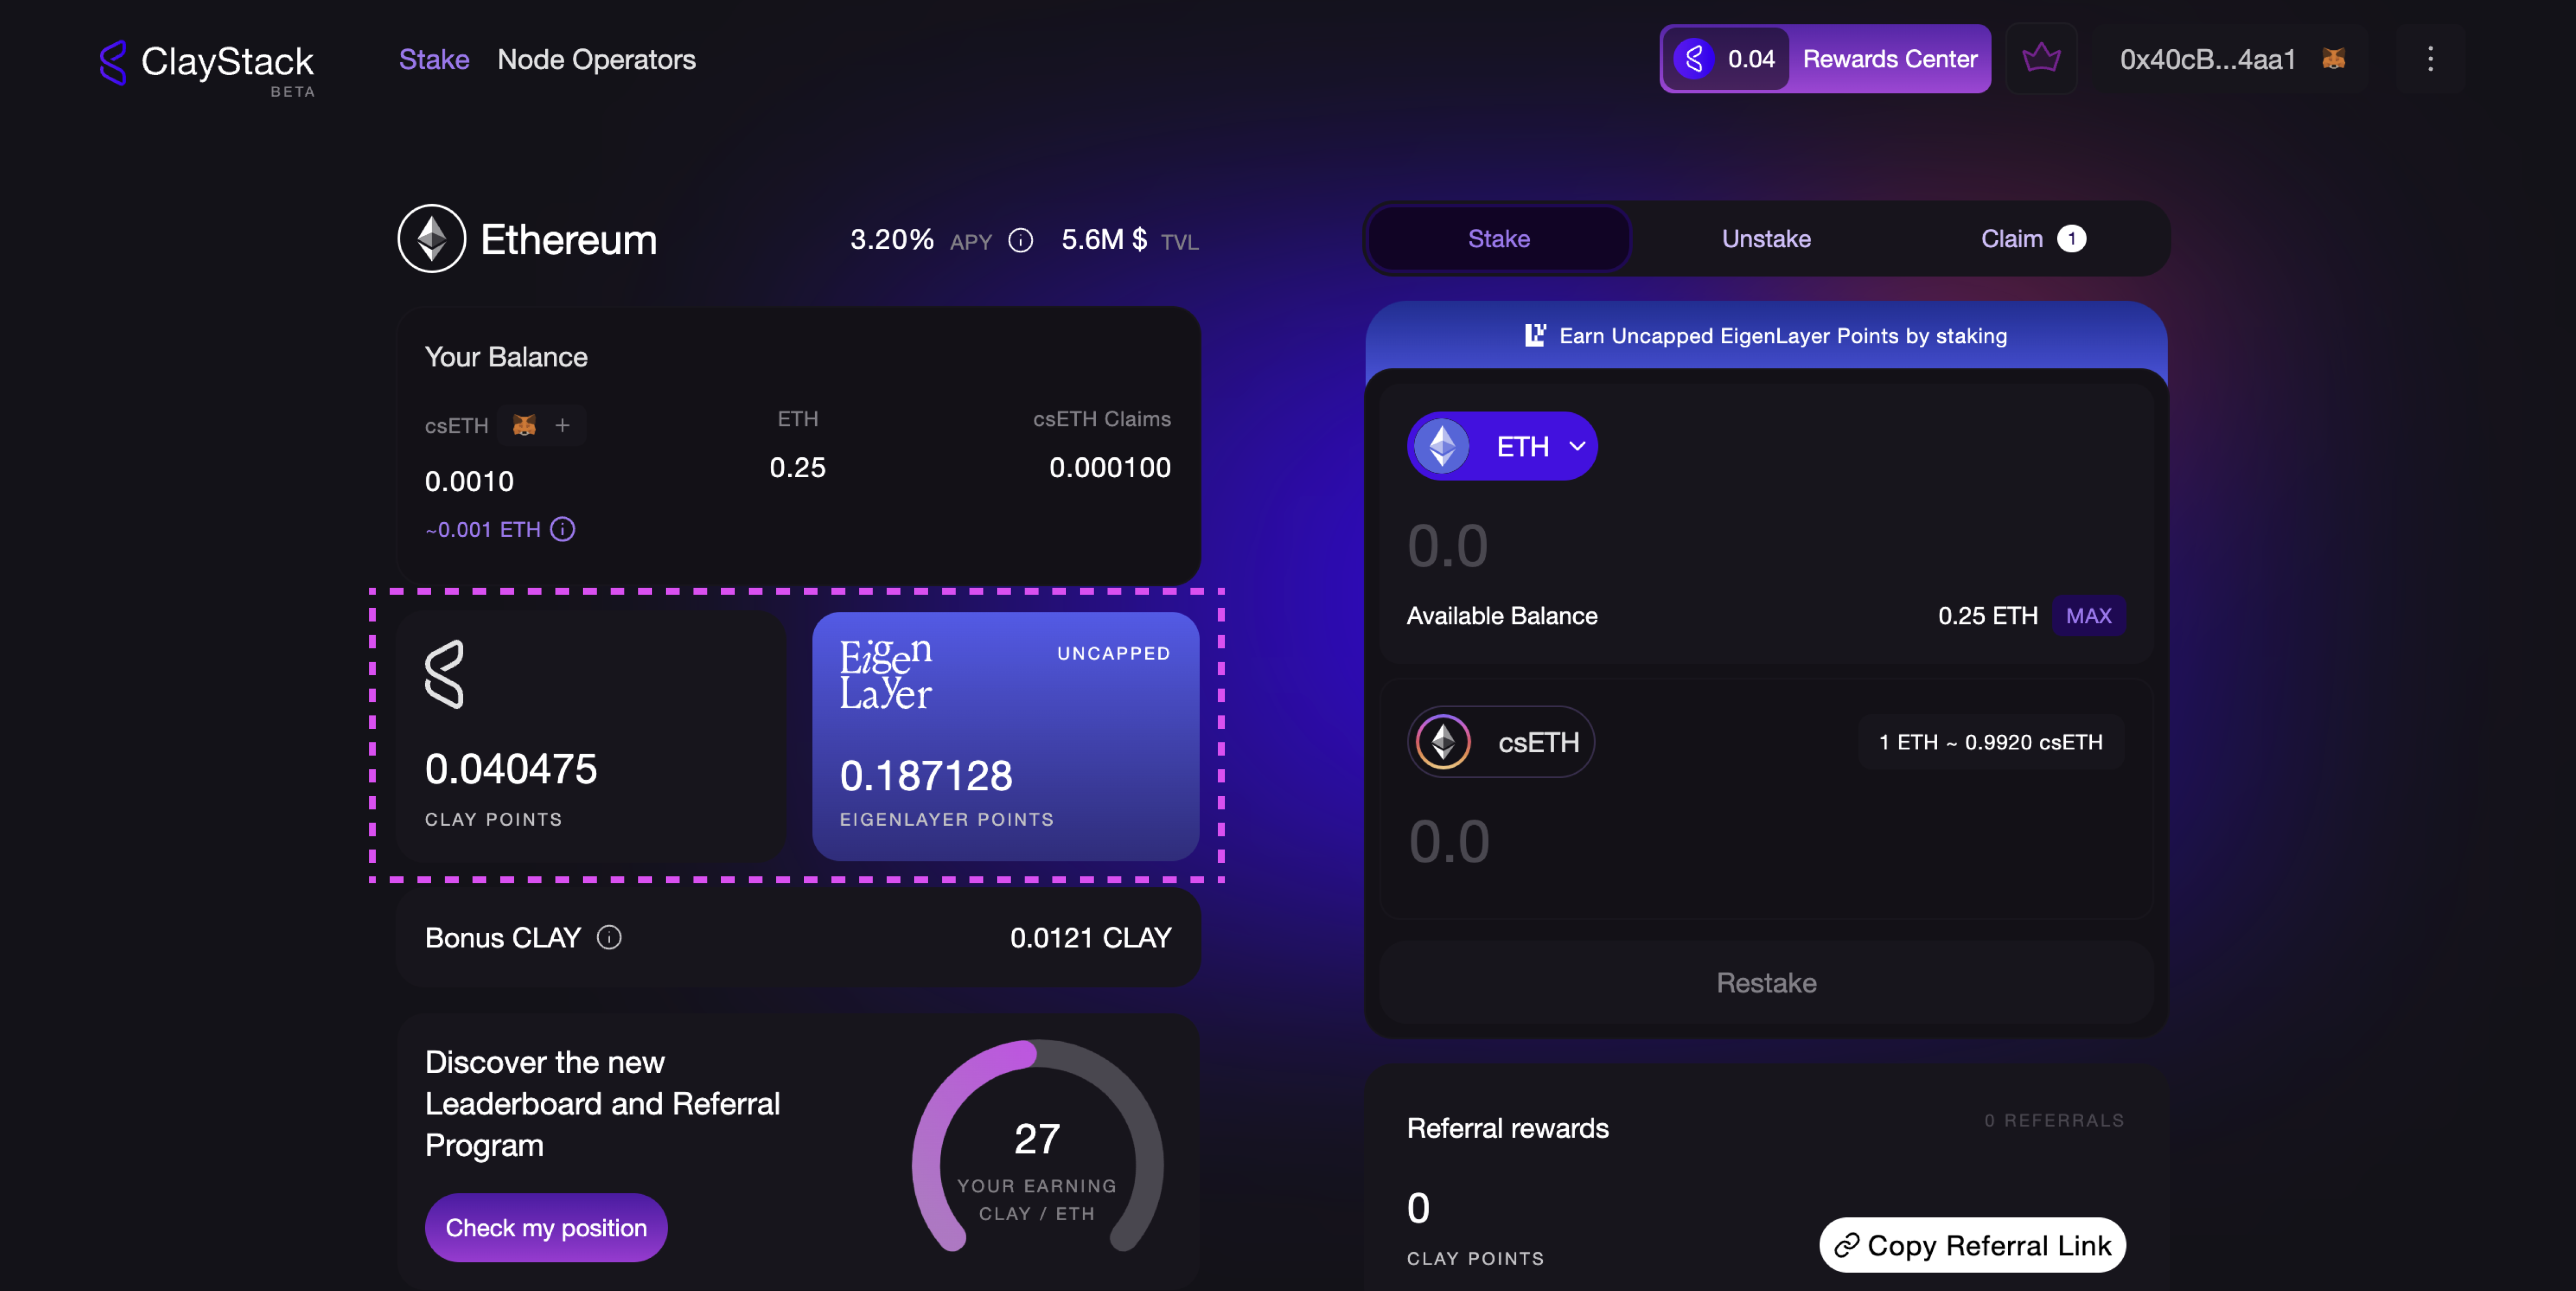 ClayStack
BETA
Stake
Node Operators
0.04
Rewards Center
0x40cB...4aa1
Ethereum
3.20% APY
5.6M $ TVL
Your Balance
csETH
+
0.0010
~0.001 ETH
ETH
0.25
csETH Claims
0.000100
0.040475
CLAY POINTS
Eigen
Layer
UNCAPPED
0.187128
EIGENLAYER POINTS
Bonus CLAY
0.0121 CLAY
Discover the new
Leaderboard and Referral
Program
Check my position
27
YOUR EARNING
CLAY / ETH
Stake
Unstake
Claim 1
Earn Uncapped EigenLayer Points by staking
ETH
0.0
Available Balance
0.25 ETH
MAX
csETH
1 ETH ~ 0.9920 csETH
0.0
Restake
Referral rewards
0 REFERRALS
0
CLAY POINTS
Copy Referral Link